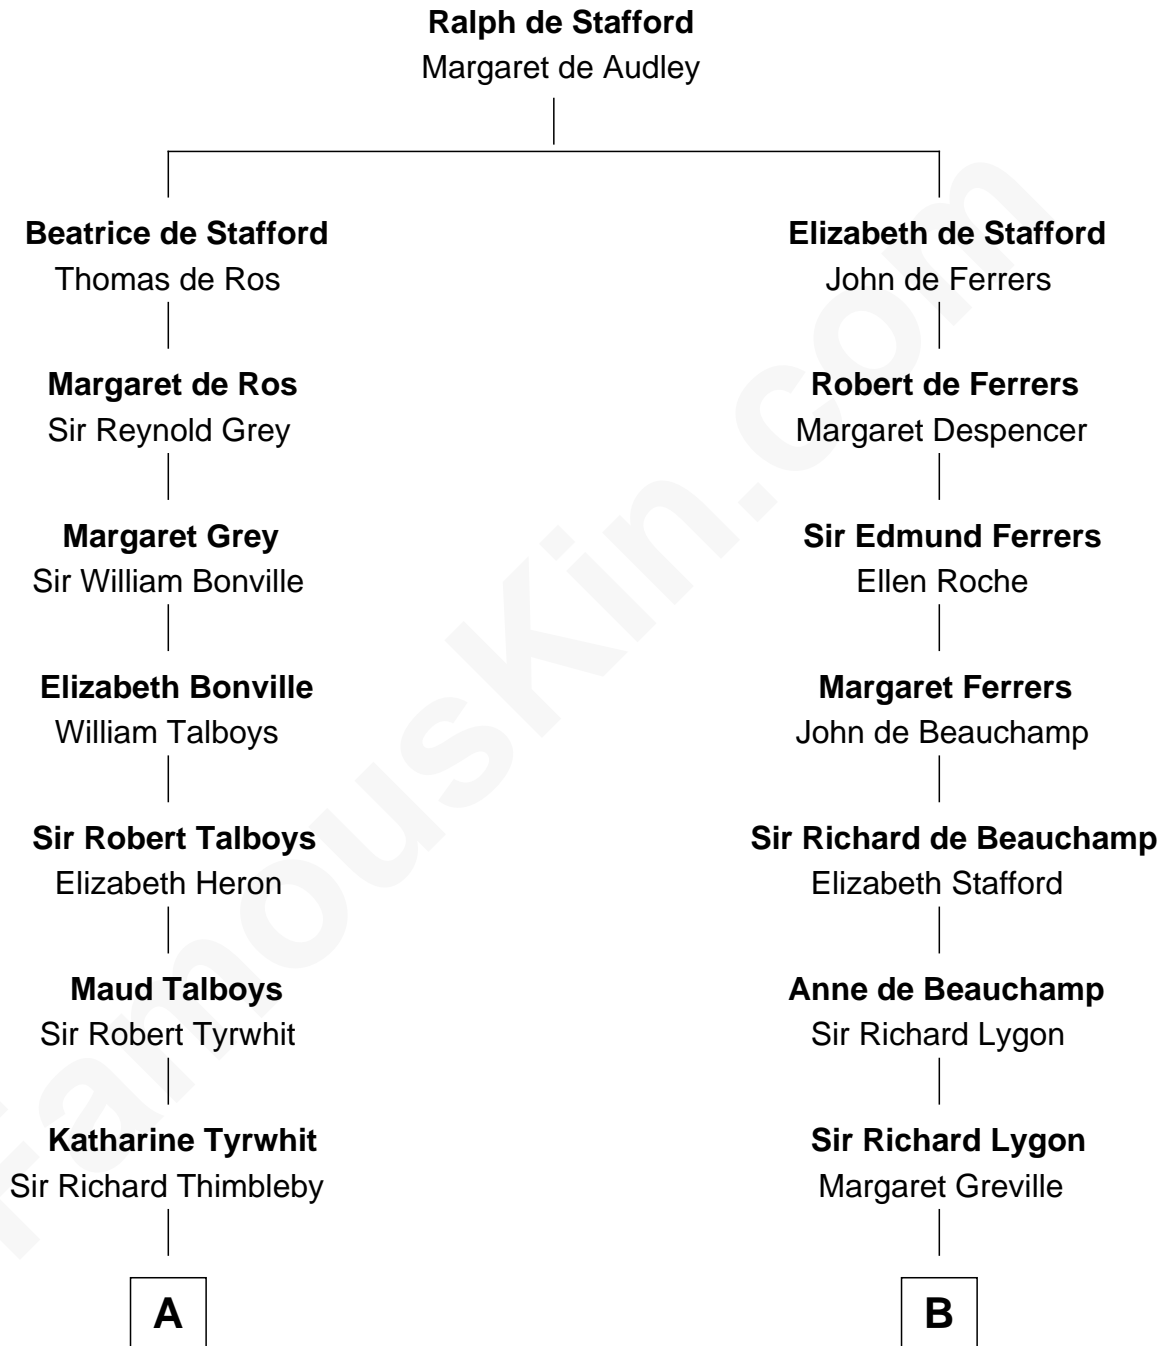 Ralph de Stafford
Margaret de Audley
Beatrice de Stafford
Thomas de Ros
Margaret de Ros
Sir Reynold Grey
Margaret Grey
Sir William Bonville
Elizabeth Bonville
William Talboys
Sir Robert Talboys
Elizabeth Heron
Maud Talboys
Sir Robert Tyrwhit
Katharine Tyrwhit
Sir Richard Thimbleby
A
Elizabeth de Stafford
John de Ferrers
Robert de Ferrers
Margaret Despencer
Sir Edmund Ferrers
Ellen Roche
Margaret Ferrers
John de Beauchamp
Sir Richard de Beauchamp
Elizabeth Stafford
Anne de Beauchamp
Sir Richard Lygon
Sir Richard Lygon
Margaret Greville
B
FamousKin.com